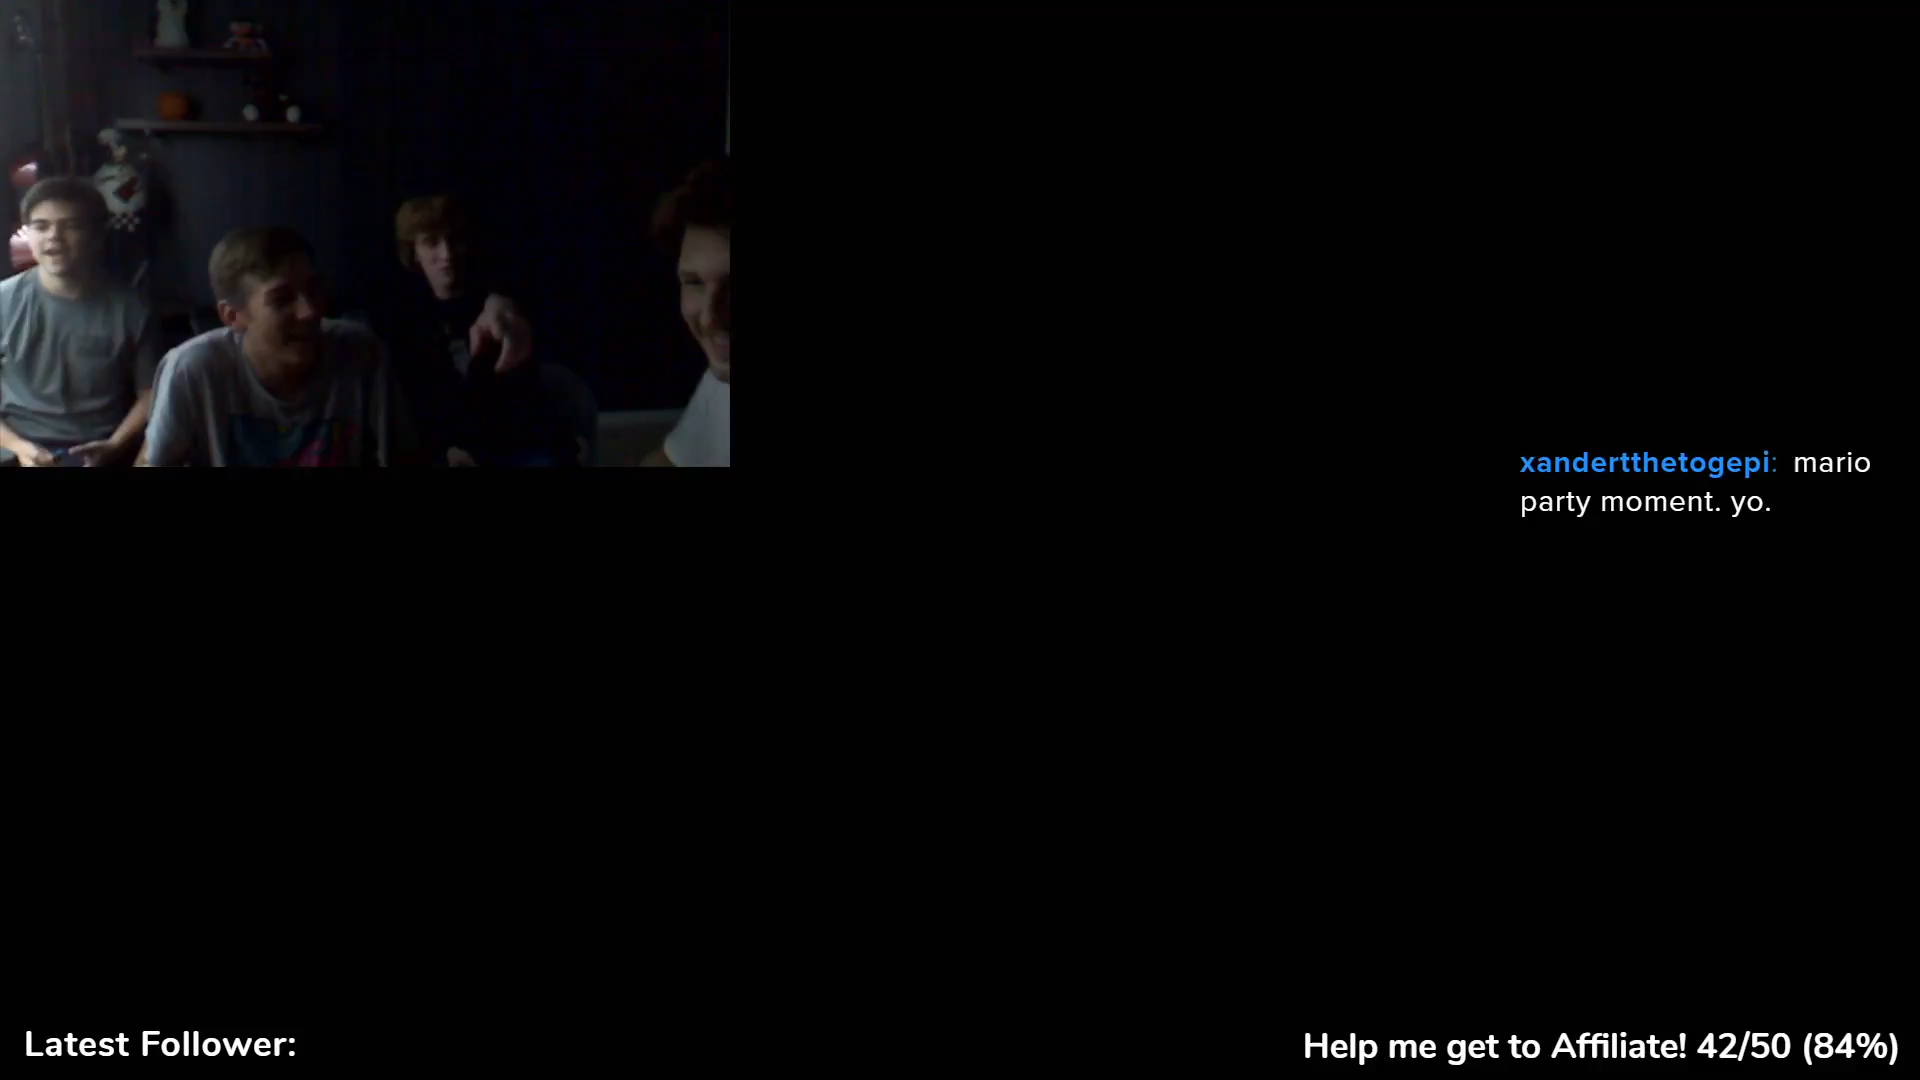 xandertthetogepi: mario
party moment. yo.
Latest Follower:
Help me get to Affiliate! 42/50 (84%)